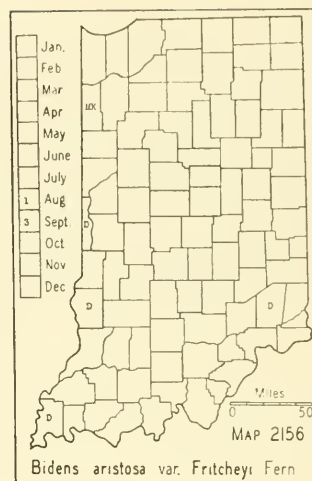 Jan.
Feb
Mar
Apr
May
June
July
1 Aug
3 Sept.
Oct
Nov
Dec
D
D
D
D
Miles
0 50
MAP 2156
Bidens aristosa var. Fritcheyi Fern